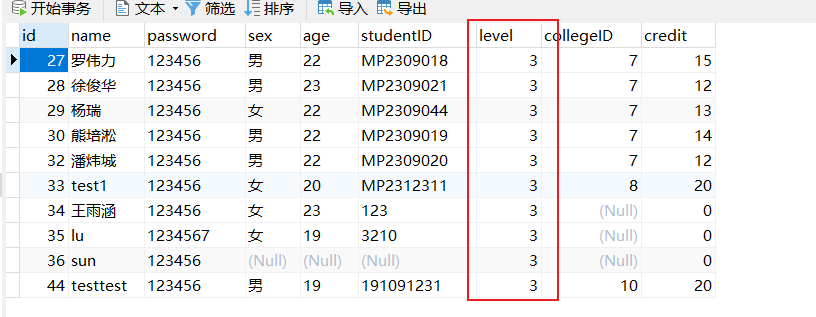 开始事务 文本 筛选 排序 导入 导出
id name password sex age studentID level collegeID credit
27 罗伟力 123456 男 22 MP2309018 3 7 15
28 徐俊华 123456 男 23 MP2309021 3 7 12
29 杨瑞 123456 女 22 MP2309044 3 7 13
30 熊培淞 123456 男 22 MP2309019 3 7 14
32 潘炜城 123456 男 22 MP2309020 3 7 12
33 test1 123456 女 20 MP2312311 3 8 20
34 王雨涵 123456 女 23 123 3 (Null) 0
35 lu 1234567 女 19 3210 3 (Null) 0
36 sun 123456 (Null) (Null) (Null) 3 (Null) 0
44 testtest 123456 男 19 191091231 3 10 20